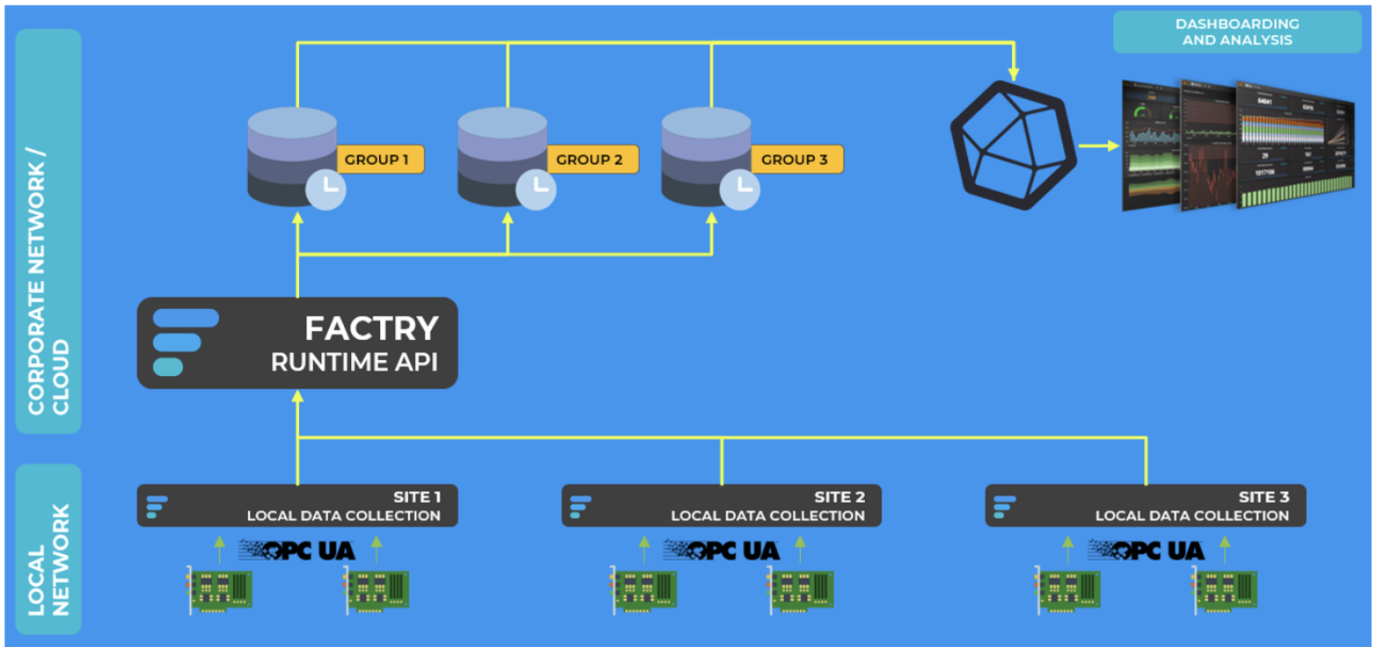 DASHBOARDING
AND ANALYSIS
CORPORATE NETWORK /
CLOUD
GROUP 1
GROUP 2
GROUP 3
FACTRY
RUNTIME API
LOCAL
NETWORK
SITE 1
LOCAL DATA COLLECTION
SITE 2
LOCAL DATA COLLECTION
SITE 3
LOCAL DATA COLLECTION
OPC UA
OPC UA
OPC UA